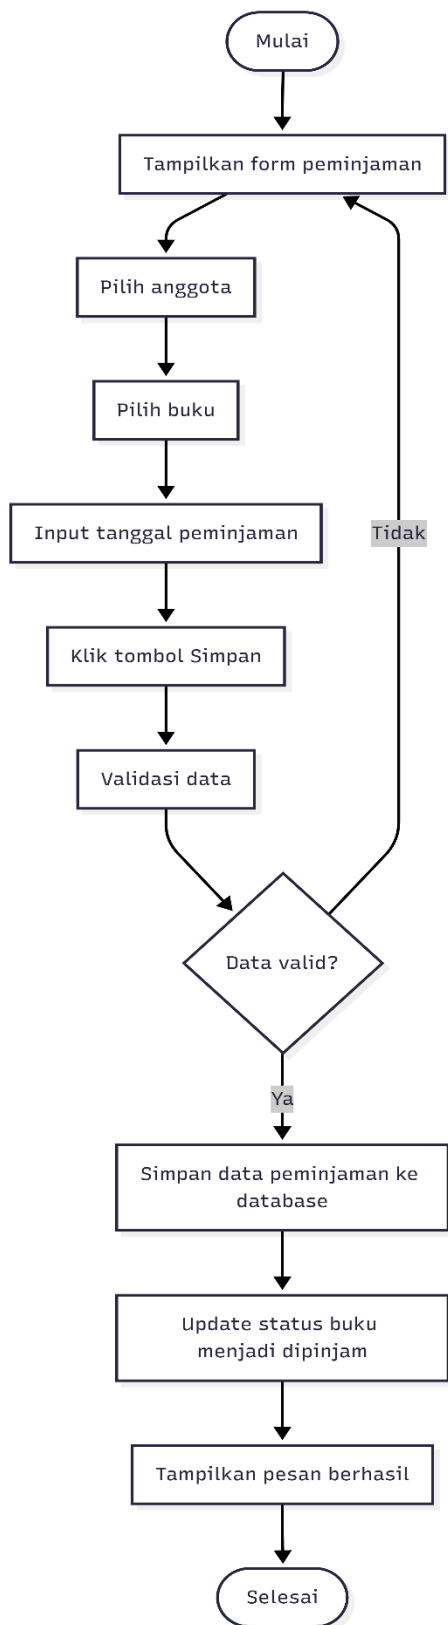 Mulai
Tampilkan form peminjaman
Pilih anggota
Pilih buku
Input tanggal peminjaman
Tidak
Klik tombol Simpan
Validasi data
Data valid?
Ya
Simpan data peminjaman ke
database
Update status buku
menjadi dipinjam
Tampilkan pesan berhasil
Selesai